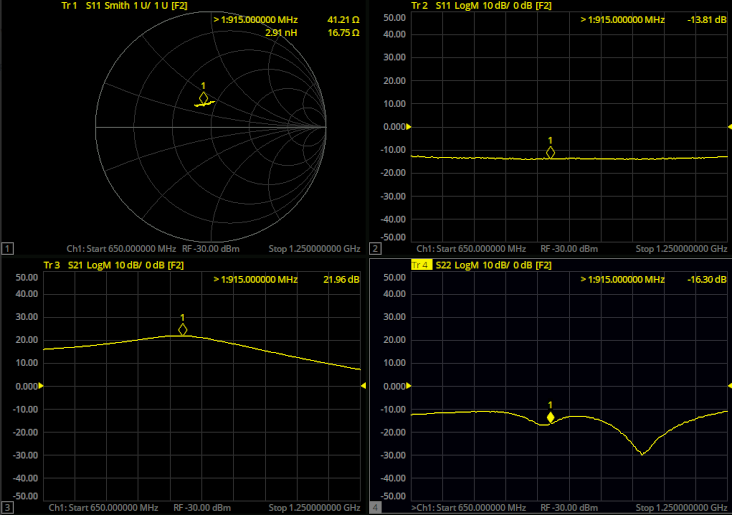 Tr 1 S11 Smith 1 U/ 1 U [F2]
>1:915.000000 MHz 41.21 Ω
2.91 nH 16.75 Ω
1
1 Ch1: Start 650.000000 MHz RF -30.00 dBm Stop 1.250000000 GHz
Tr 2 S11 LogM 10 dB/ 0 dB [F2]
50.00
>1:915.000000 MHz -13.81 dB
40.00
30.00
20.00
10.00
0.000
1
-10.00
-20.00
-30.00
-40.00
-50.00
2 Ch1: Start 650.000000 MHz RF -30.00 dBm Stop 1.250000000 GHz
Tr 3 S21 LogM 10 dB/ 0 dB [F2]
50.00
>1:915.000000 MHz 21.96 dB
40.00
30.00
1
20.00
10.00
0.000
-10.00
-20.00
-30.00
-40.00
-50.00
3 Ch1: Start 650.000000 MHz RF -30.00 dBm Stop 1.250000000 GHz
Tr 4 S22 LogM 10 dB/ 0 dB [F2]
50.00
>1:915.000000 MHz -16.30 dB
40.00
30.00
20.00
10.00
0.000
1
-10.00
-20.00
-30.00
-40.00
-50.00
4 >Ch1: Start 650.000000 MHz RF -30.00 dBm Stop 1.250000000 GHz